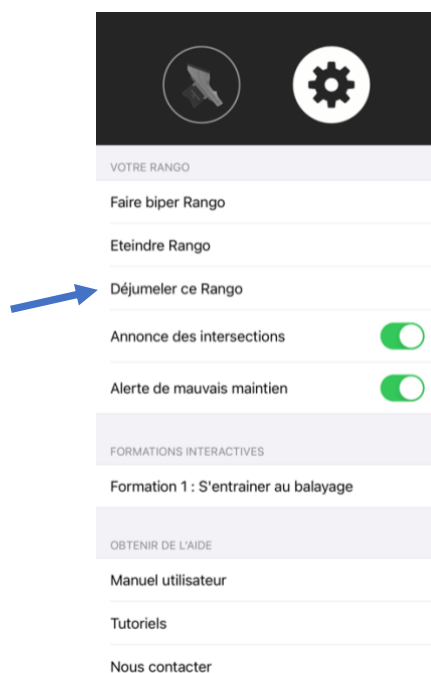 VOTRE RANGO
Faire biper Rango
Eteindre Rango
Déjumeler ce Rango
Annonce des intersections
Alerte de mauvais maintien
FORMATIONS INTERACTIVES
Formation 1 : S'entrainer au balayage
OBTENIR DE L'AIDE
Manuel utilisateur
Tutoriels
Nous contacter